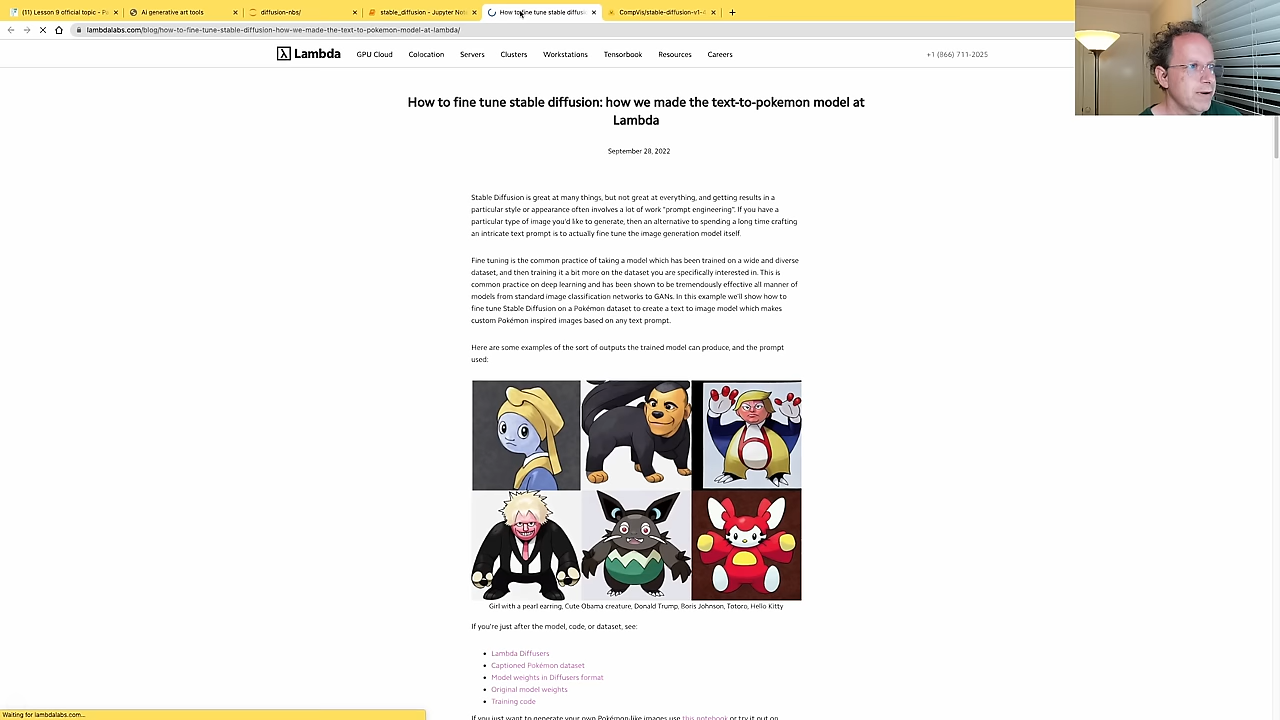 (11) Lesson 9 official topic - Pa
Ai generative art tools
diffusion-nbs/
stable_diffusion - Jupyter Not
How to fine tune stable diffus
CompVis/stable-diffusion-v1-4
lambdalabs.com/blog/how-to-fine-tune-stable-diffusion-how-we-made-the-text-to-pokemon-model-at-lambda/
Lambda
GPU Cloud
Colocation
Servers
Clusters
Workstations
Tensorbook
Resources
Careers
+1 (866) 711-2025
How to fine tune stable diffusion: how we made the text-to-pokemon model at
Lambda
September 28, 2022
Stable Diffusion is great at many things, but not great at everything, and getting results in a
particular style or appearance often involves a lot of work "prompt engineering". If you have a
particular type of image you'd like to generate, then an alternative to spending a long time crafting
an intricate text prompt is to actually fine tune the image generation model itself.
Fine tuning is the common practice of taking a model which has been trained on a wide and diverse
dataset, and then training it a bit more on the dataset you are specifically interested in. This is
common practice on deep learning and has been shown to be tremendously effective all manner of
models from standard image classification networks to GANs. In this example we'll show how to
fine tune Stable Diffusion on a Pokémon dataset to create a text to image model which makes
custom Pokémon inspired images based on any text prompt.
Here are some examples of the sort of outputs the trained model can produce, and the prompt
used:
Girl with a pearl earring, Cute Obama creature, Donald Trump, Boris Johnson, Totoro, Hello Kitty
If you're just after the model, code, or dataset, see:
Lambda Diffusers
Captioned Pokémon dataset
Model weights in Diffusers format
Original model weights
Training code
If you just want to generate your own Pokémon-like images use this notebook or try it out on
Waiting for lambdalabs.com...